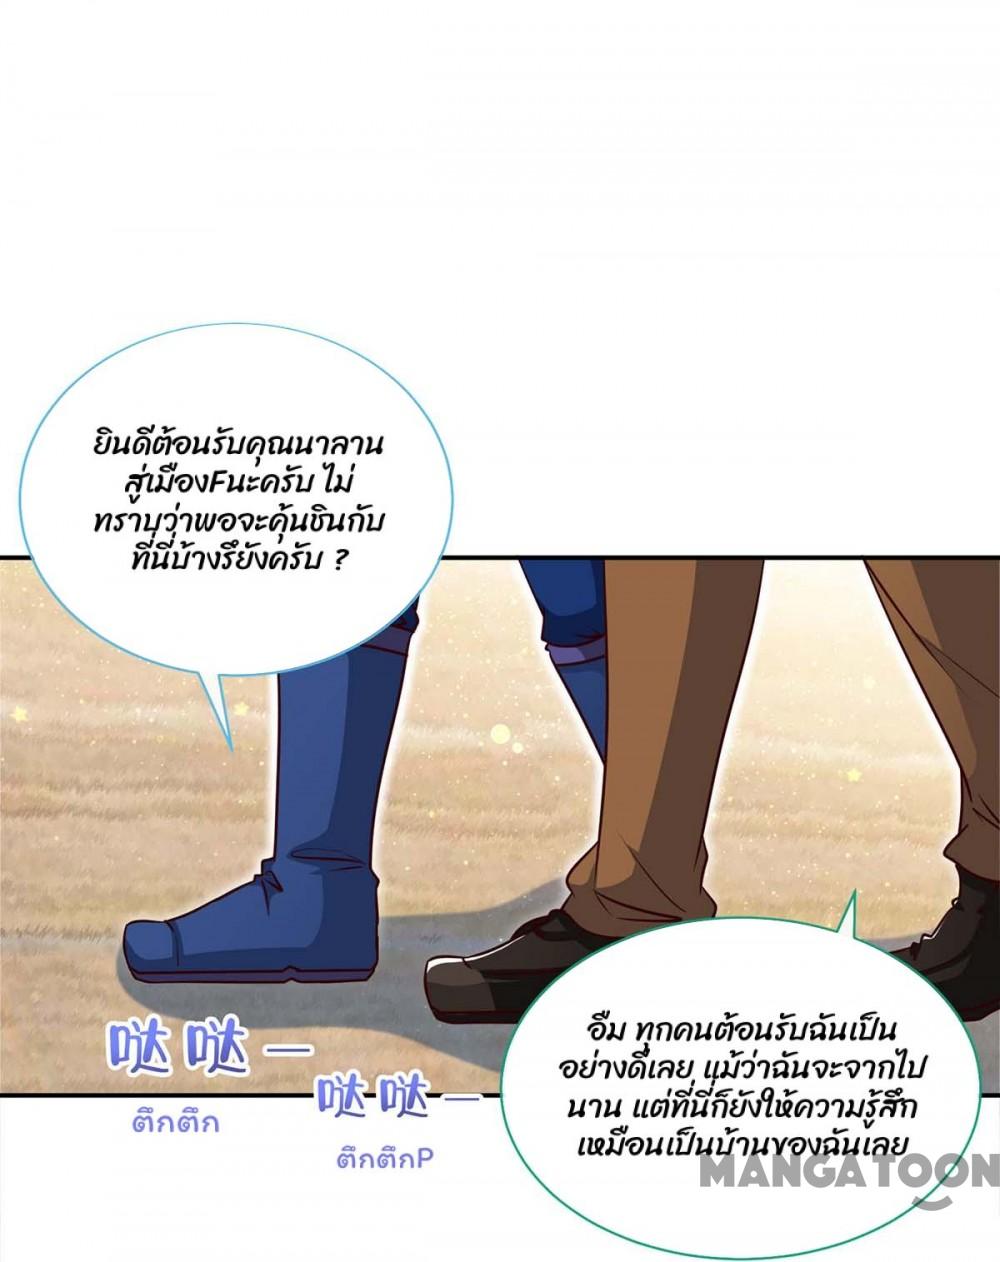 ยินดีต้อนรับคุณนาลาน
สู่เมืองFนะครับ ไม่
ทราบว่าพอจะคุ้นชินกับ
ที่นี่บ้างรึยังครับ ?
อืม ทุกคนต้อนรับฉันเป็น
อย่างดีเลย แม้ว่าฉันจะจากไป
นาน แต่ที่นี่ก็ยังให้ความรู้สึก
เหมือนเป็นบ้านของฉันเลย
哒 哒 —
ตึกตึก
哒 哒 —
ตึกตึกP
MANGATOON